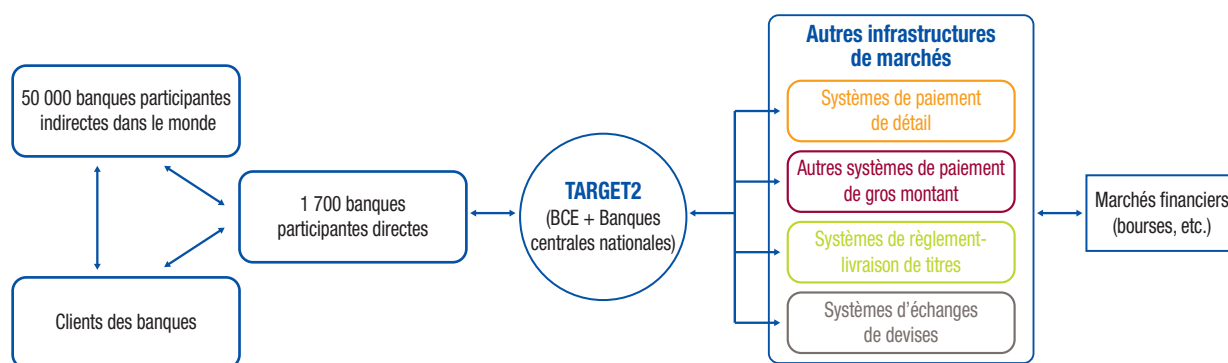 50 000 banques participantes
indirectes dans le monde
Clients des banques
1 700 banques
participantes directes
TARGET2
(BCE + Banques
centrales nationales)
Autres infrastructures
de marchés
Systèmes de paiement
de détail
Autres systèmes de paiement
de gros montant
Systèmes de règlement-
livraison de titres
Systèmes d'échanges
de devises
Marchés financiers
(bourses, etc.)